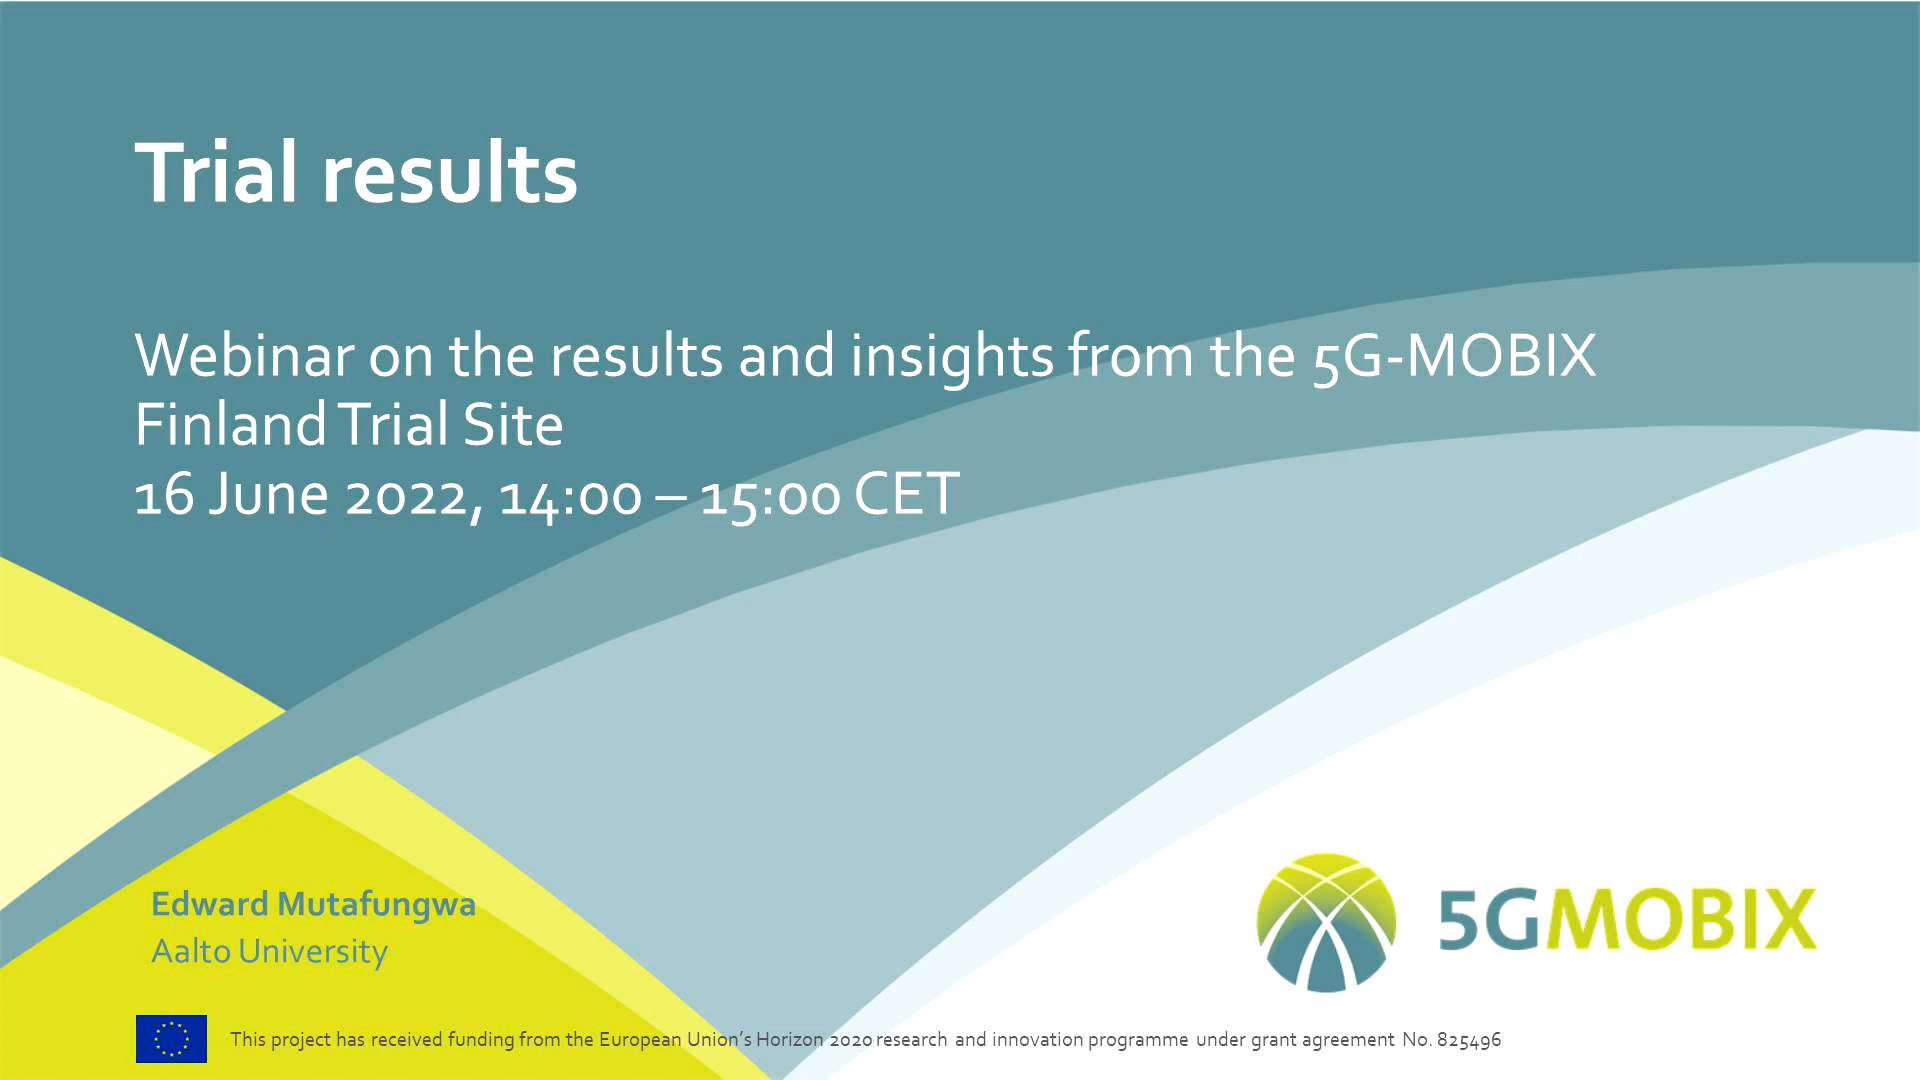 Trial results
Webinar on the results and insights from the 5G-MOBIX
Finland Trial Site
16 June 2022, 14:00 – 15:00 CET
Edward Mutafungwa
Aalto University
5GMOBIX
This project has received funding from the European Union’s Horizon 2020 research and innovation programme under grant agreement No. 825496